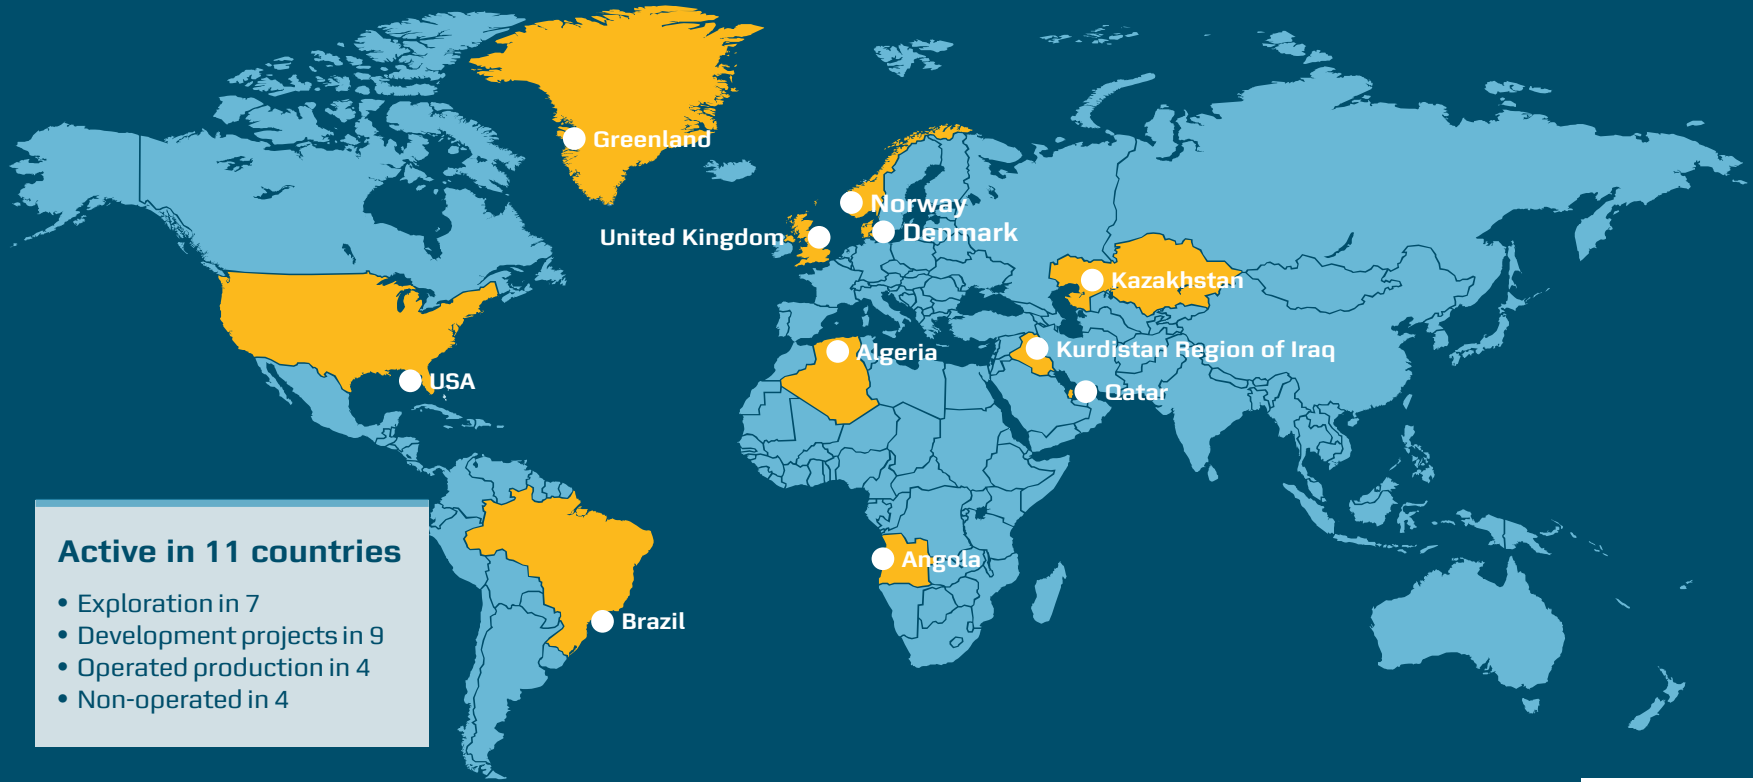 Greenland
Norway
United Kingdom
Denmark
Kazakhstan
Algeria
Kurdistan Region of Iraq
USA
Qatar
Angola
Brazil
Active in 11 countries
• Exploration in 7
• Development projects in 9
• Operated production in 4
• Non-operated in 4